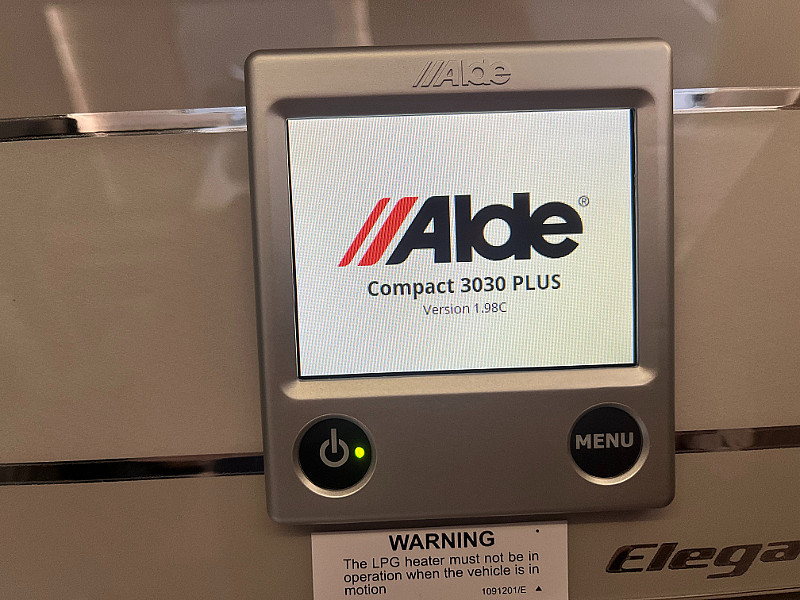 Alde
Alde®
Compact 3030 PLUS
Version 1.98C
MENU
WARNING
The LPG heater must not be in
operation when the vehicle is in
motion
1091201/E
Elega